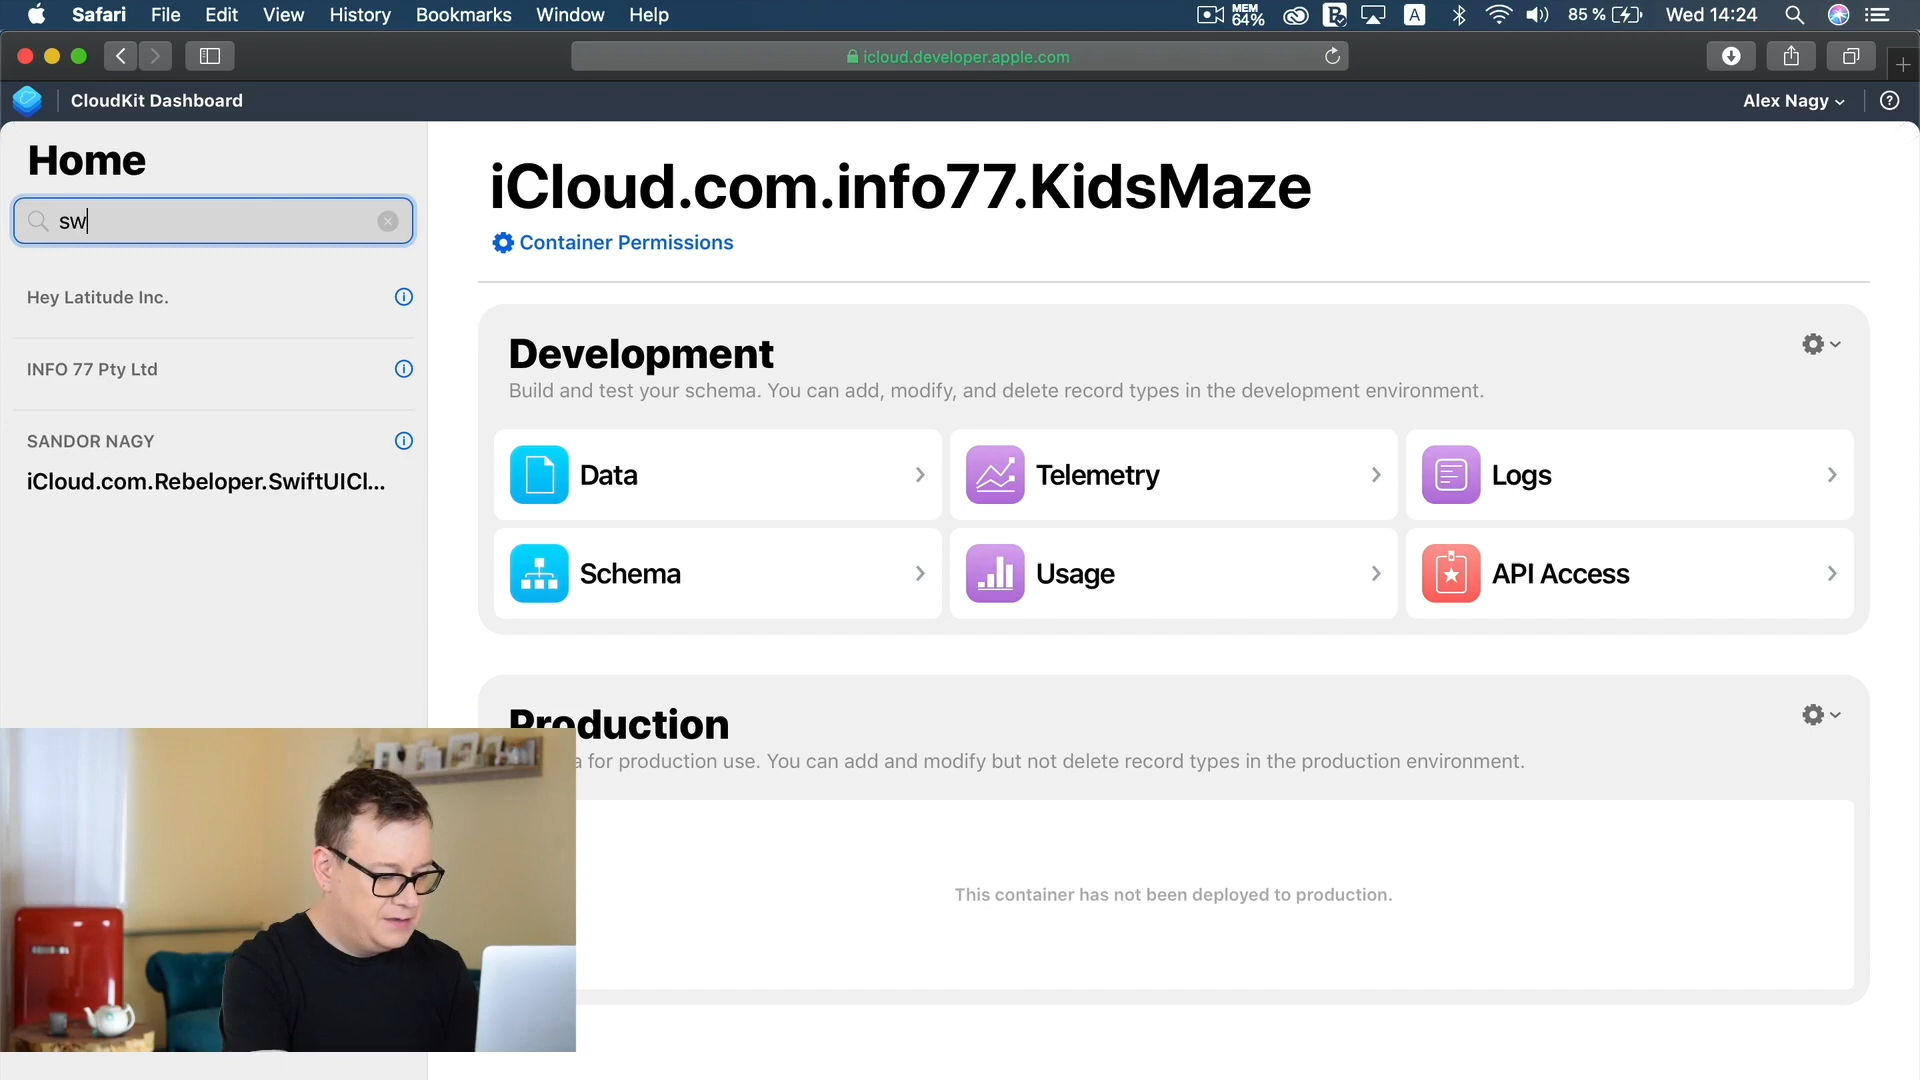 Safari File Edit View History Bookmarks Window Help MEM 64% A 85 % Wed 14:24
icloud.developer.apple.com
CloudKit Dashboard Alex Nagy
Home
sw
Hey Latitude Inc.
INFO 77 Pty Ltd
SANDOR NAGY
iCloud.com.Rebeloper.SwiftUICl...
iCloud.com.info77.KidsMaze
Container Permissions
Development
Build and test your schema. You can add, modify, and delete record types in the development environment.
Data Telemetry Logs
Schema Usage API Access
Production
a for production use. You can add and modify but not delete record types in the production environment.
This container has not been deployed to production.